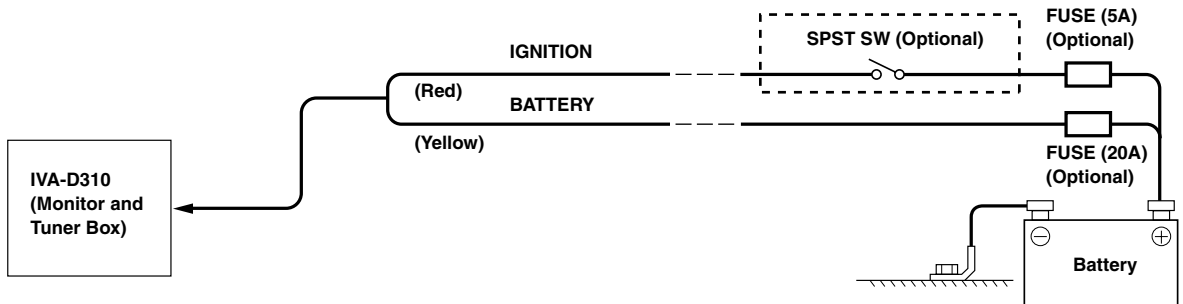 FUSE (5A)
(Optional)
SPST SW (Optional)
IGNITION
(Red)
BATTERY
(Yellow)
FUSE (20A)
(Optional)
IVA-D310
(Monitor and
Tuner Box)
Battery